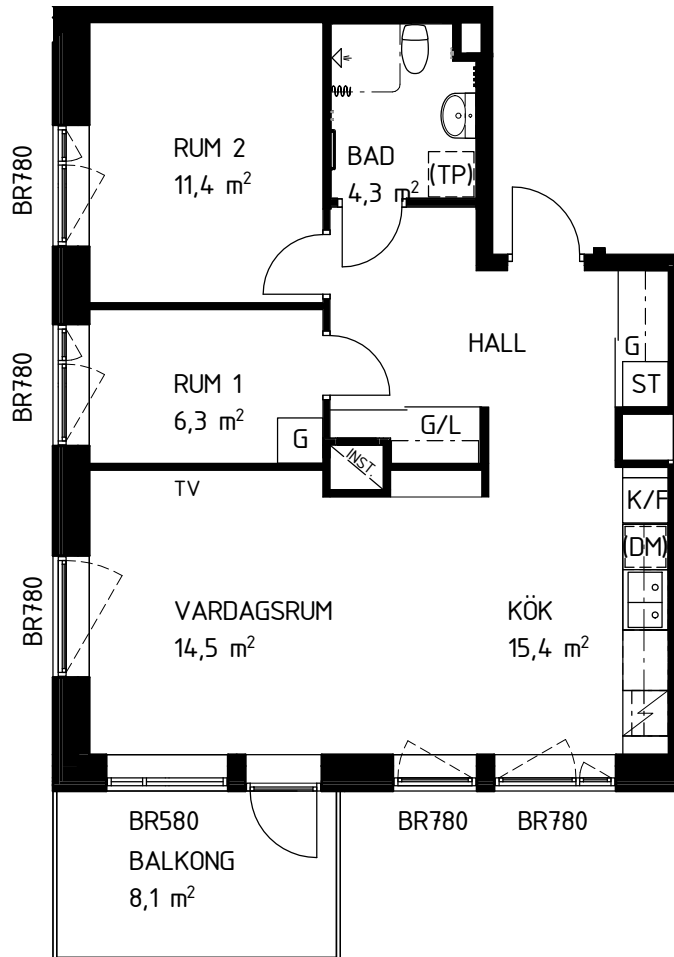 RUM 2
11,4 m²
BAD
4,3 m²
(TP)
BR780
HALL
G
ST
BR780
RUM 1
6,3 m²
G
G/L
INST.
TV
K/F
(DM)
BR780
VARDAGSRUM
14,5 m²
KÖK
15,4 m²
BR580
BALKONG
8,1 m²
BR780
BR780